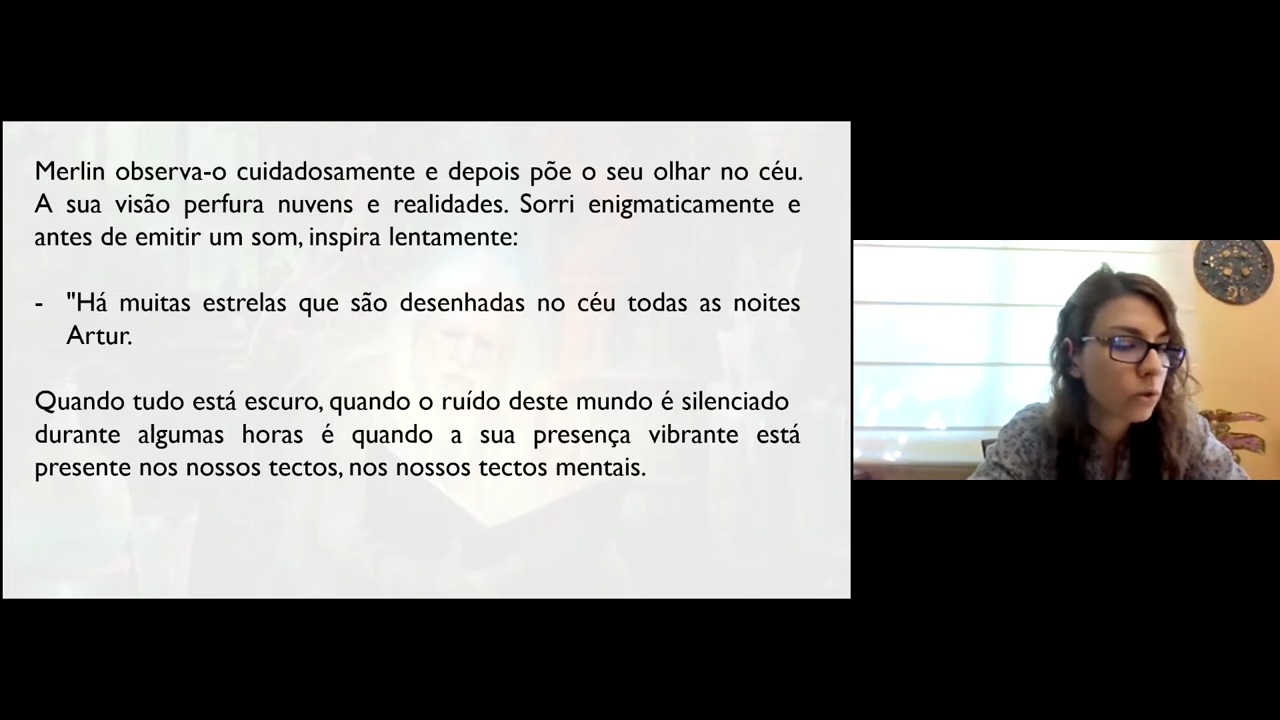 Merlin observa-o cuidadosamente e depois põe o seu olhar no céu.
A sua visão perfura nuvens e realidades. Sorri enigmaticamente e
antes de emitir um som, inspira lentamente:
- "Há muitas estrelas que são desenhadas no céu todas as noites
Artur.
Quando tudo está escuro, quando o ruído deste mundo é silenciado
durante algumas horas é quando a sua presença vibrante está
presente nos nossos tectos, nos nossos tectos mentais.